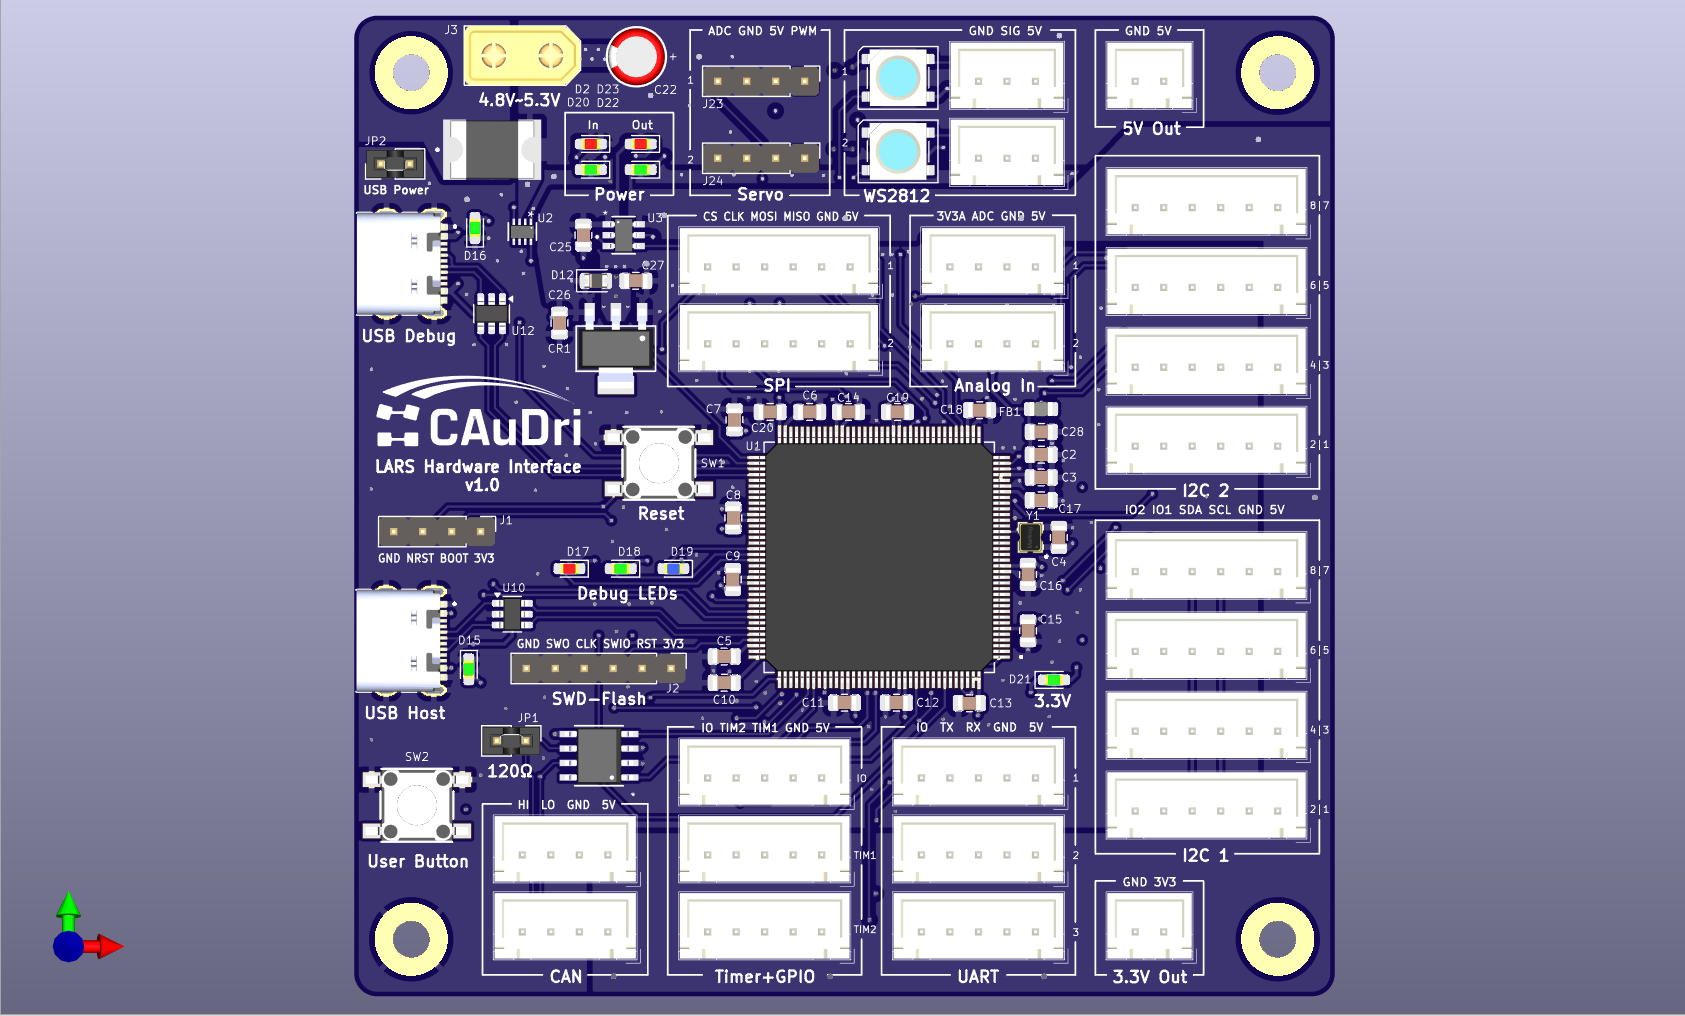 J3
4.8V~5.3V
D2 D23
D20 D22
+
C22
ADC GND 5V PWM
1
J23
2
J24
Servo
GND SIG 5V
1
2
WS2812
GND 5V
5V Out
JP2
USB Power
In Out
Power
U2
D16
USB Debug
U12
U3
C25
D12
C27
C26
CR1
CS CLK MOSI MISO GND 5V
1
2
SPI
3V3A ADC GND 5V
1
2
Analog In
8|7
6|5
4|3
2|1
I2C 2
IO2 IO1 SDA SCL GND 5V
8|7
6|5
4|3
2|1
I2C 1
CAuDri
LARS Hardware Interface
v1.0
SW1
Reset
J1
GND NRST BOOT 3V3
D17 D18 D19
Debug LEDs
U10
D15
USB Host
GND SWO CLK SWIO RST 3V3
J2
SWD-Flash
C7
C20
C6
C14
C19
C18
FB1
C28
C2
C3
C17
U1
C8
C9
C5
C10
Y1
C4
C16
C15
D21
3.3V
C11
C12
C13
JP1
120Ω
SW2
User Button
HI LO GND 5V
CAN
IO TIM2 TIM1 GND 5V
IO
TIM1
TIM2
Timer+GPIO
IO TX RX GND 5V
1
2
3
UART
GND 3V3
3.3V Out